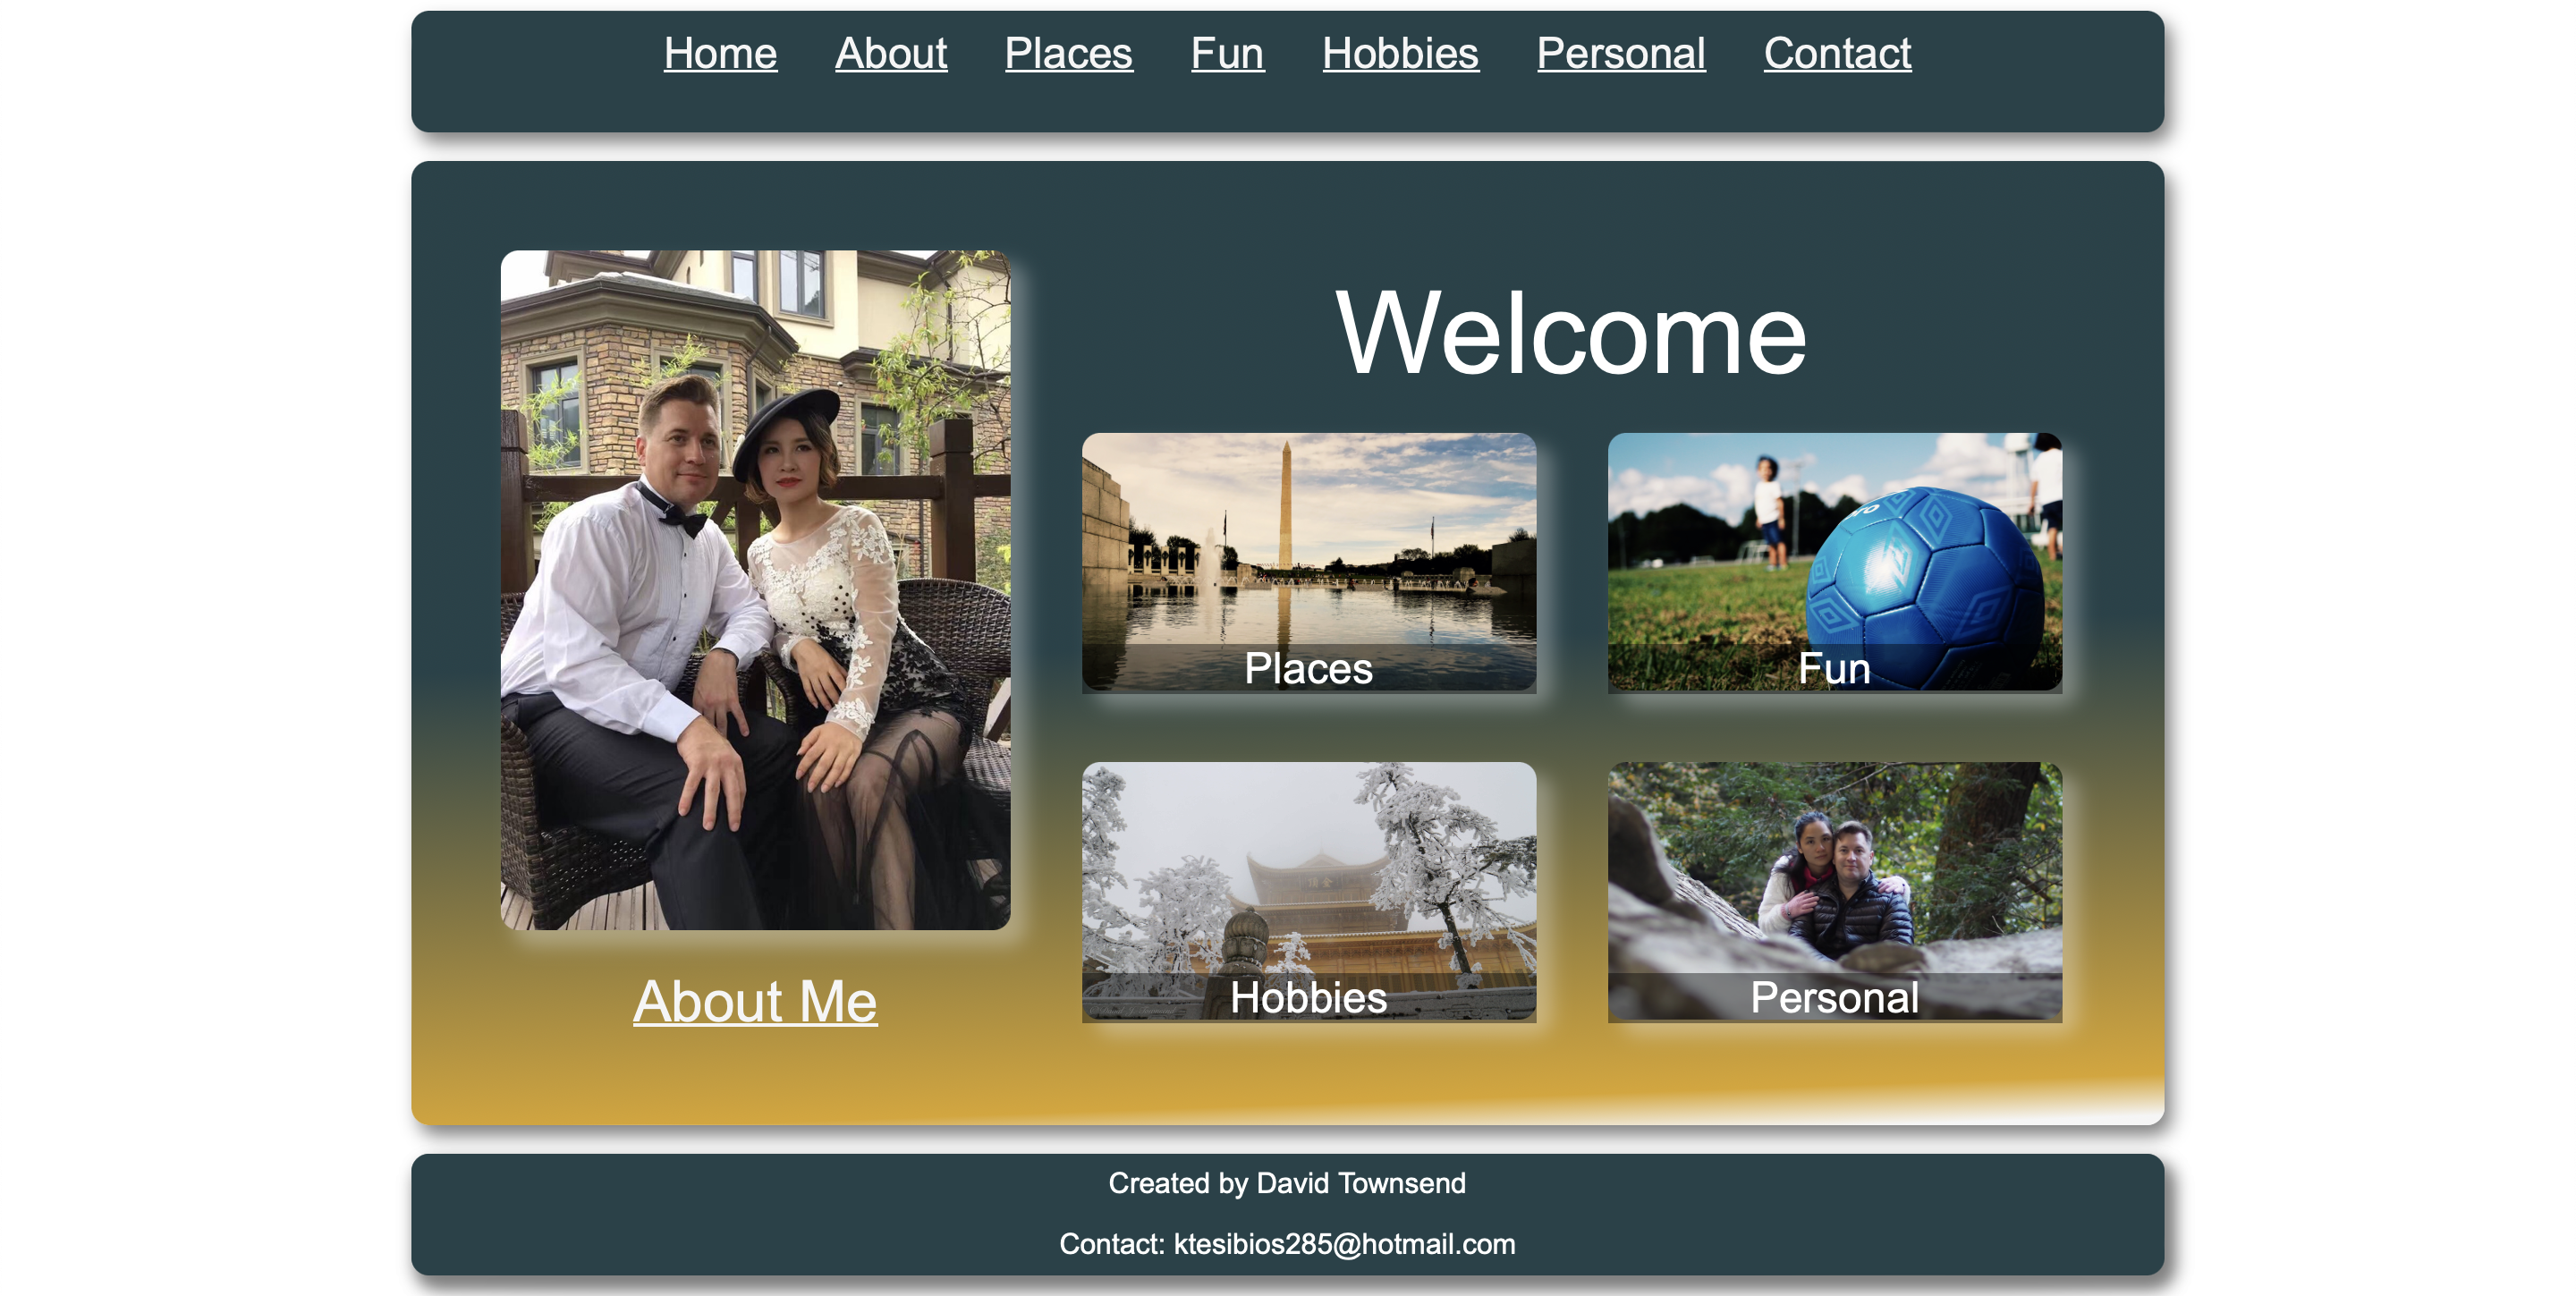 Home About Places Fun Hobbies Personal Contact
Welcome
Places
Fun
Hobbies
Personal
About Me
Created by David Townsend
Contact: ktesibios285@hotmail.com